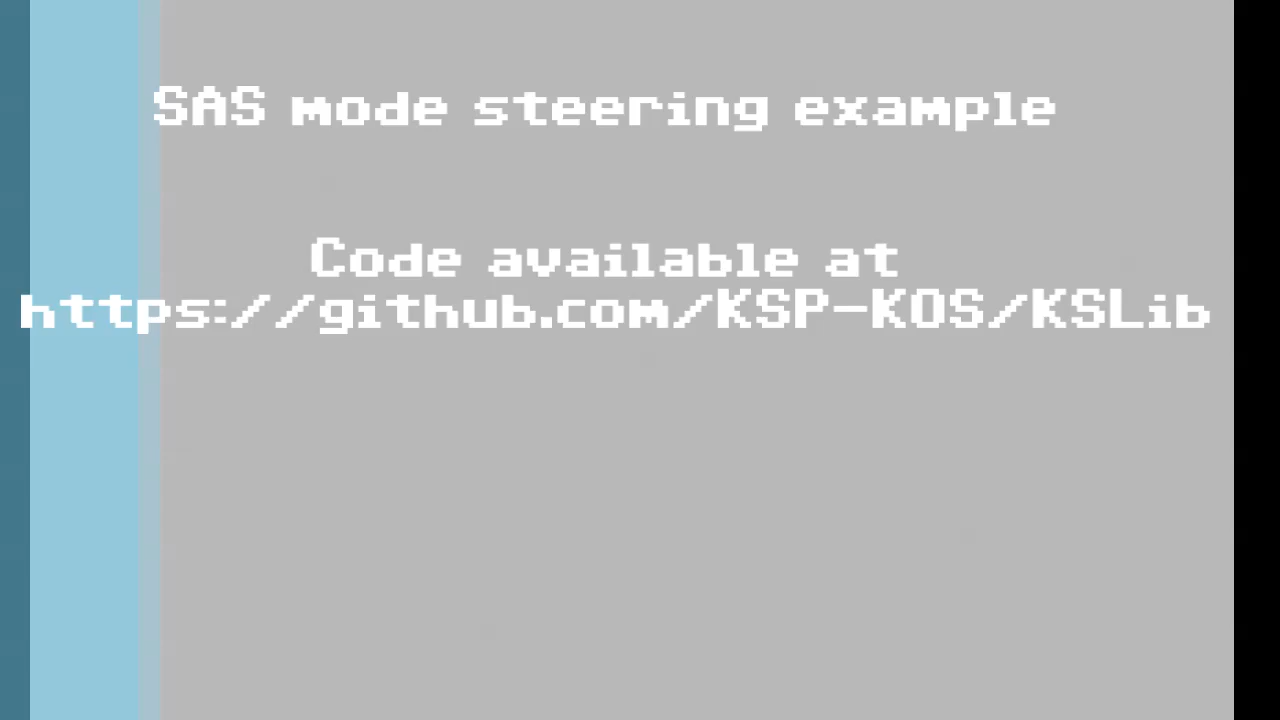 SAS mode steering example
Code available at
https://github.com/KSP-KOS/KSLib